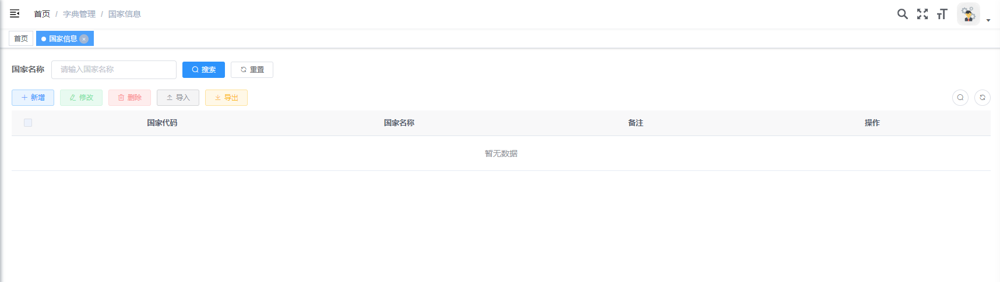 首页 / 字典管理 / 国家信息
首页 国家信息
国家名称 请输入国家名称 搜索 重置
新增 修改 删除 导入 导出
国家代码 国家名称 备注 操作
暂无数据